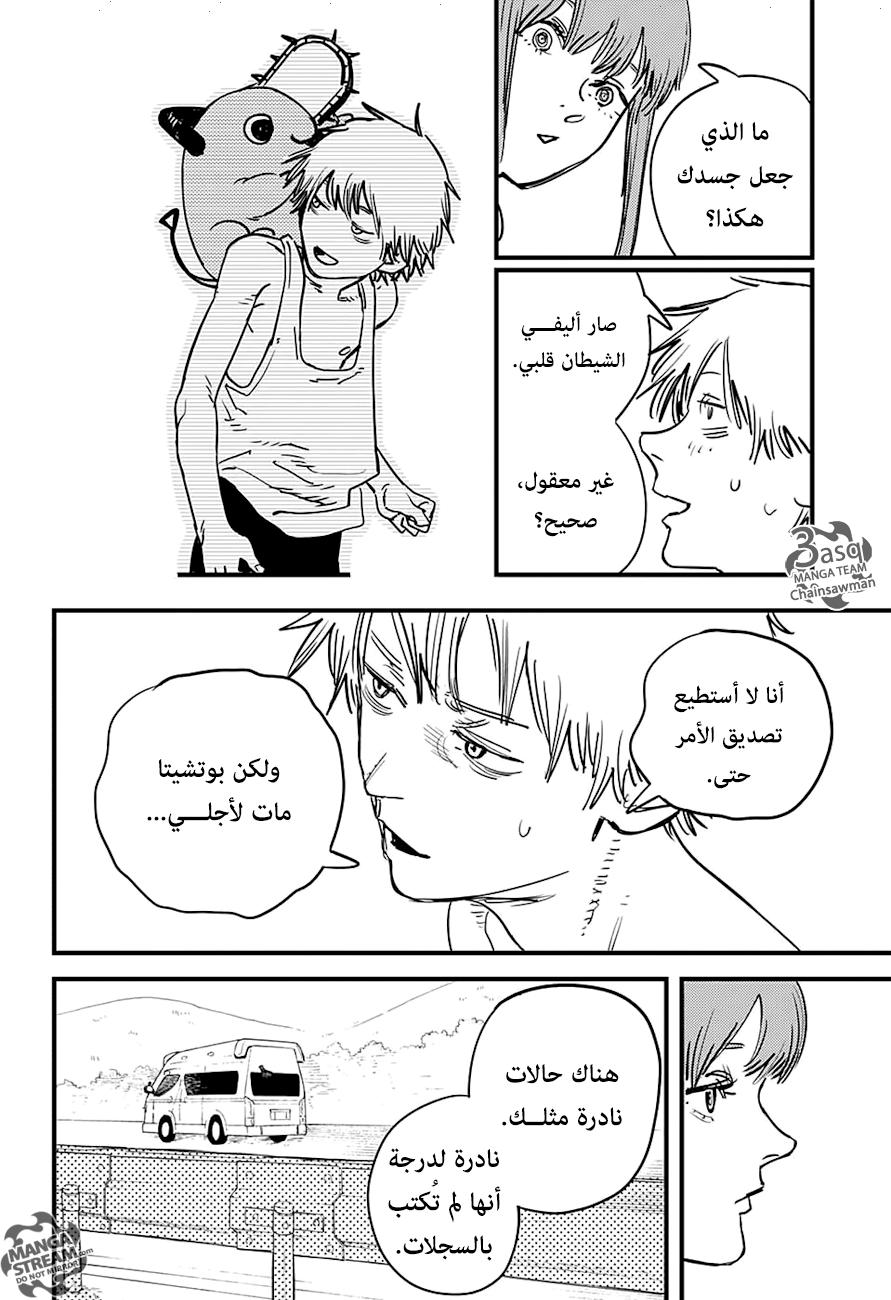 ما الذي
جعل جسدك
هكذا؟
صار أليفـــي
الشيطان قلبي.
غير معقول،
صحيح؟
3asq
MANGA TEAM
Chainsawman
أنا لا أستطيع
تصديق الأمر
حتى.
ولكن بوتشيتا
مات لأجلـــي...
هناك حالات
نادرة مثلـــك.
نادرة لدرجة
أنها لم تُكتب
بالسجلات.
MANGA
STREAM.com
DO NOT MIRROR!